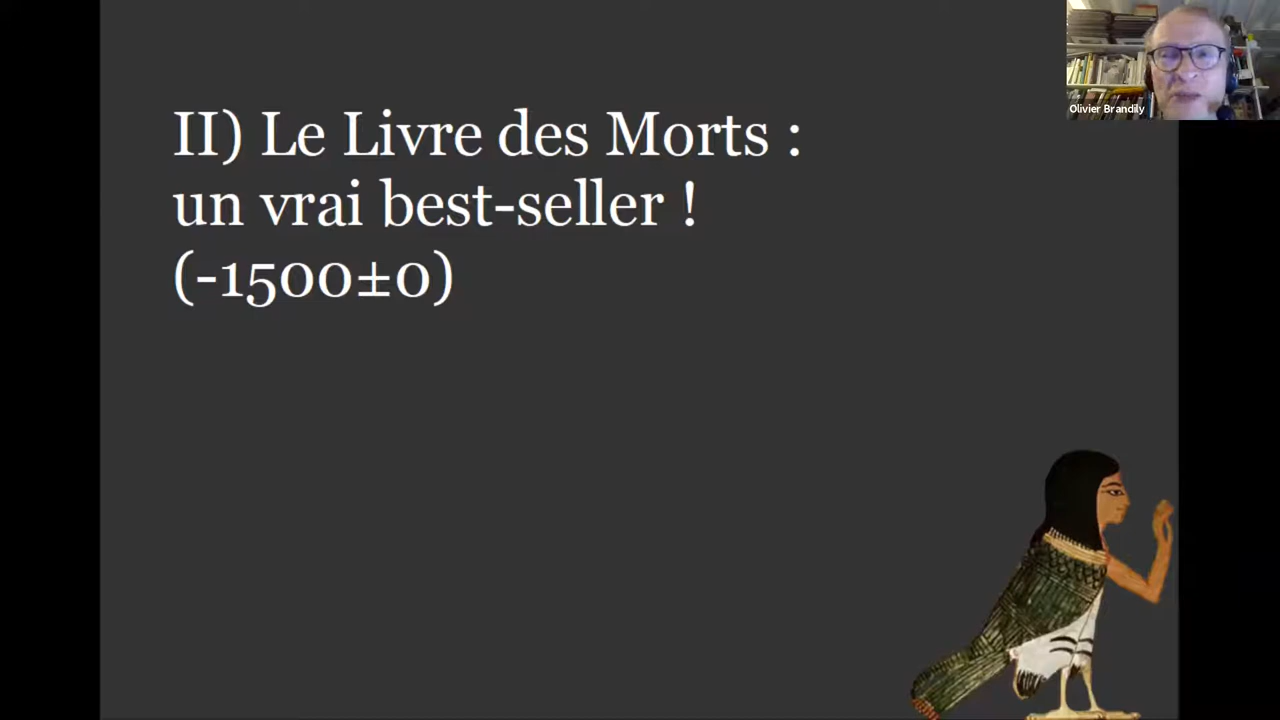 II) Le Livre des Morts :
un vrai best-seller !
(-1500±0)
Olivier Brandily